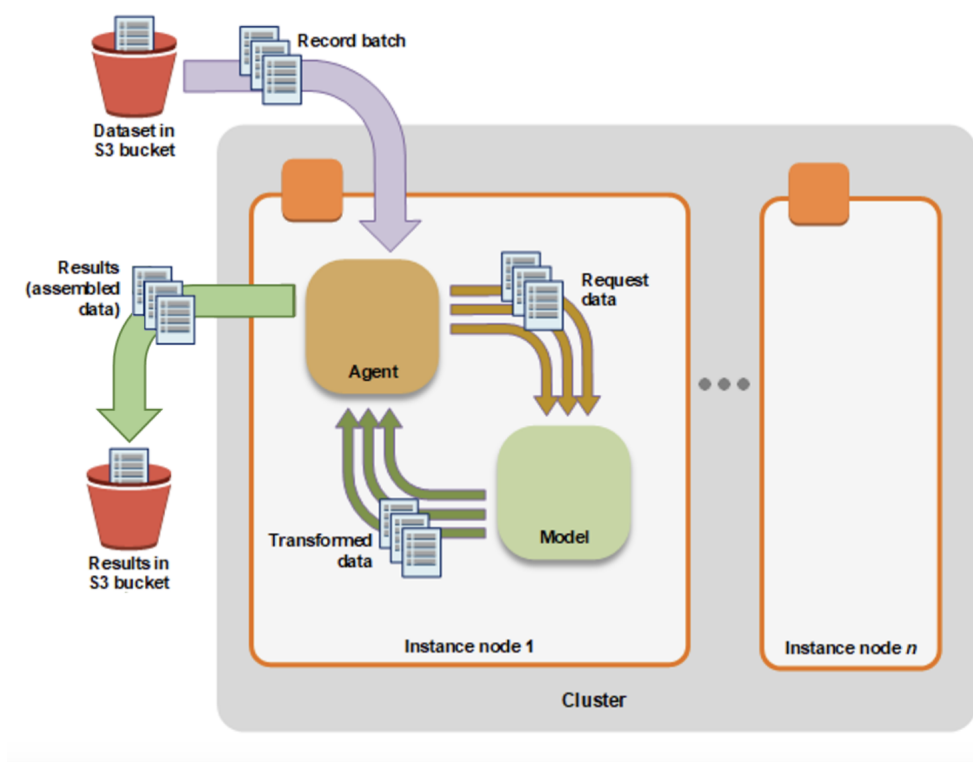 Record batch
Dataset in
S3 bucket
Results
(assembled
data)
Request
data
Agent
Transformed
data
Model
Results in
S3 bucket
Instance node 1
Instance node n
Cluster